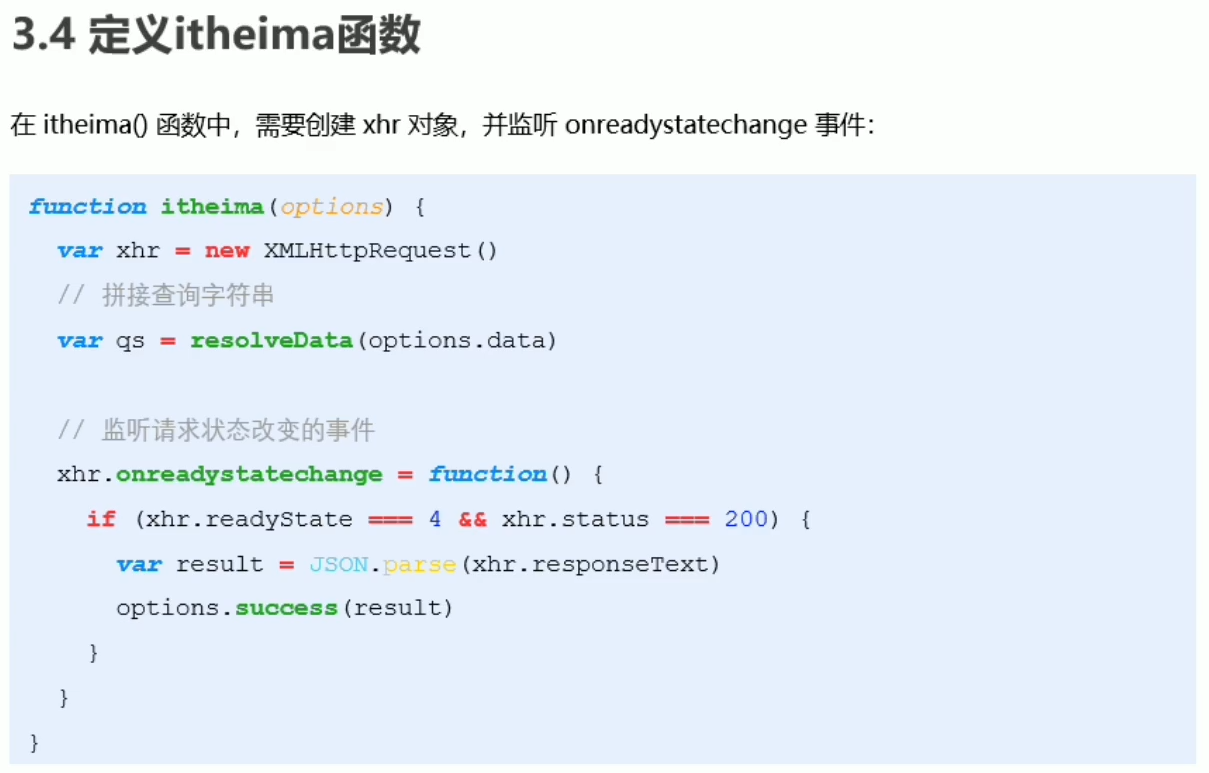 3.4 定义itheima函数
在 itheima() 函数中，需要创建 xhr 对象，并监听 onreadystatechange 事件：
function itheima(options) {
  var xhr = new XMLHttpRequest()
  // 拼接查询字符串
  var qs = resolveData(options.data)
  // 监听请求状态改变的事件
  xhr.onreadystatechange = function() {
    if (xhr.readyState === 4 && xhr.status === 200) {
      var result = JSON.parse(xhr.responseText)
      options.success(result)
    }
  }
}